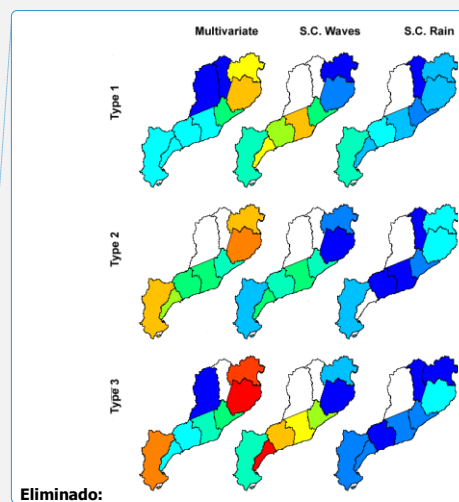 Multivariate S.C. Waves S.C. Rain
Type 1
Type 2
Type 3
Eliminado: